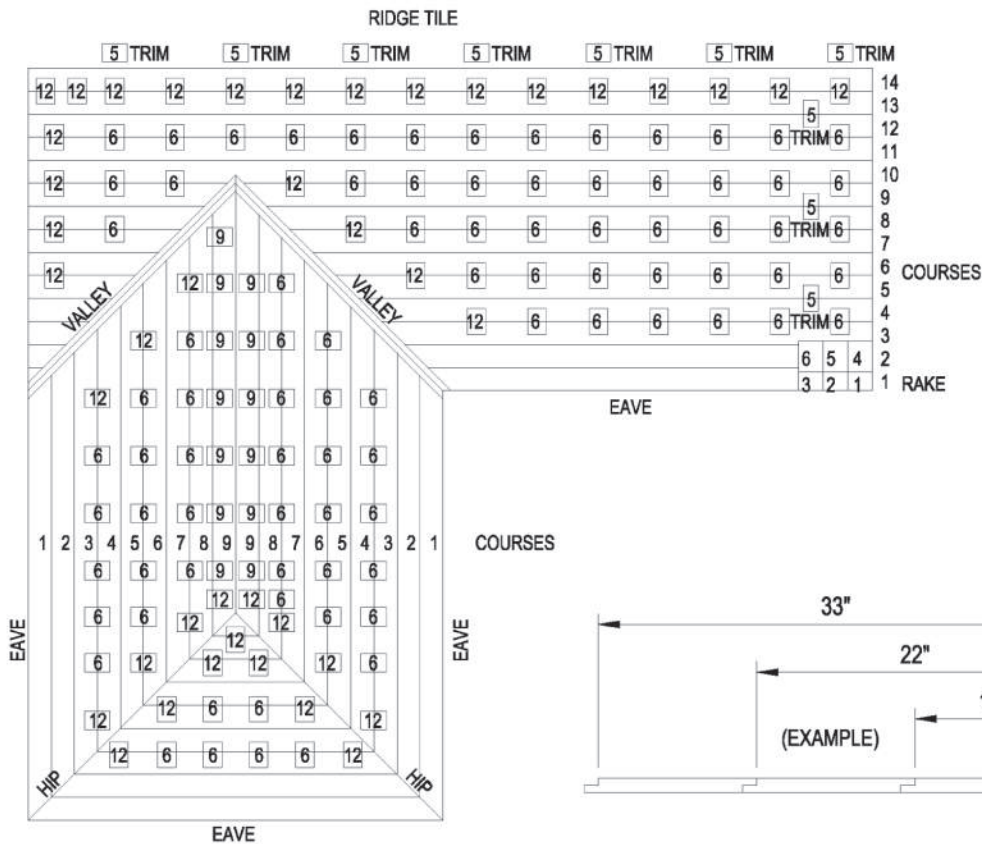 RIDGE TILE
5 TRIM 5 TRIM 5 TRIM 5 TRIM 5 TRIM 5 TRIM 5 TRIM
12 12 12 12 12 12 12 12 12 12 12 12 12 12 12 14
13
5
12 6 6 6 6 6 6 6 6 6 6 6 6 TRIM 6 12
11
12 6 6 12 6 6 6 6 6 6 6 6 6 10
9
5
12 6 12 6 6 6 6 6 6 6 TRIM 6 8
7
12 12 6 6 6 6 6 6 6 6 COURSES
5
5
12 6 6 6 6 6 TRIM 6 4
3
6 5 4 2
3 2 1 1 RAKE
EAVE
VALLEY
VALLEY
9
12 9 9 6
12 6 9 9 6 6
12 6 6 9 9 6 6 6
6 6 6 9 9 6 6 6
6 6 6 9 9 6 6 6
1 2 3 4 5 6 7 8 9 9 8 7 6 5 4 3 2 1 COURSES
6 6 6 9 9 6 6 6
12 12 6
6 6 12 12 6 6
12
6 12 12 12 12 6
12 6 6 12
12 12
12 6 6 6 6 12
EAVE
EAVE
HIP
HIP
EAVE
33"
22"
(EXAMPLE)